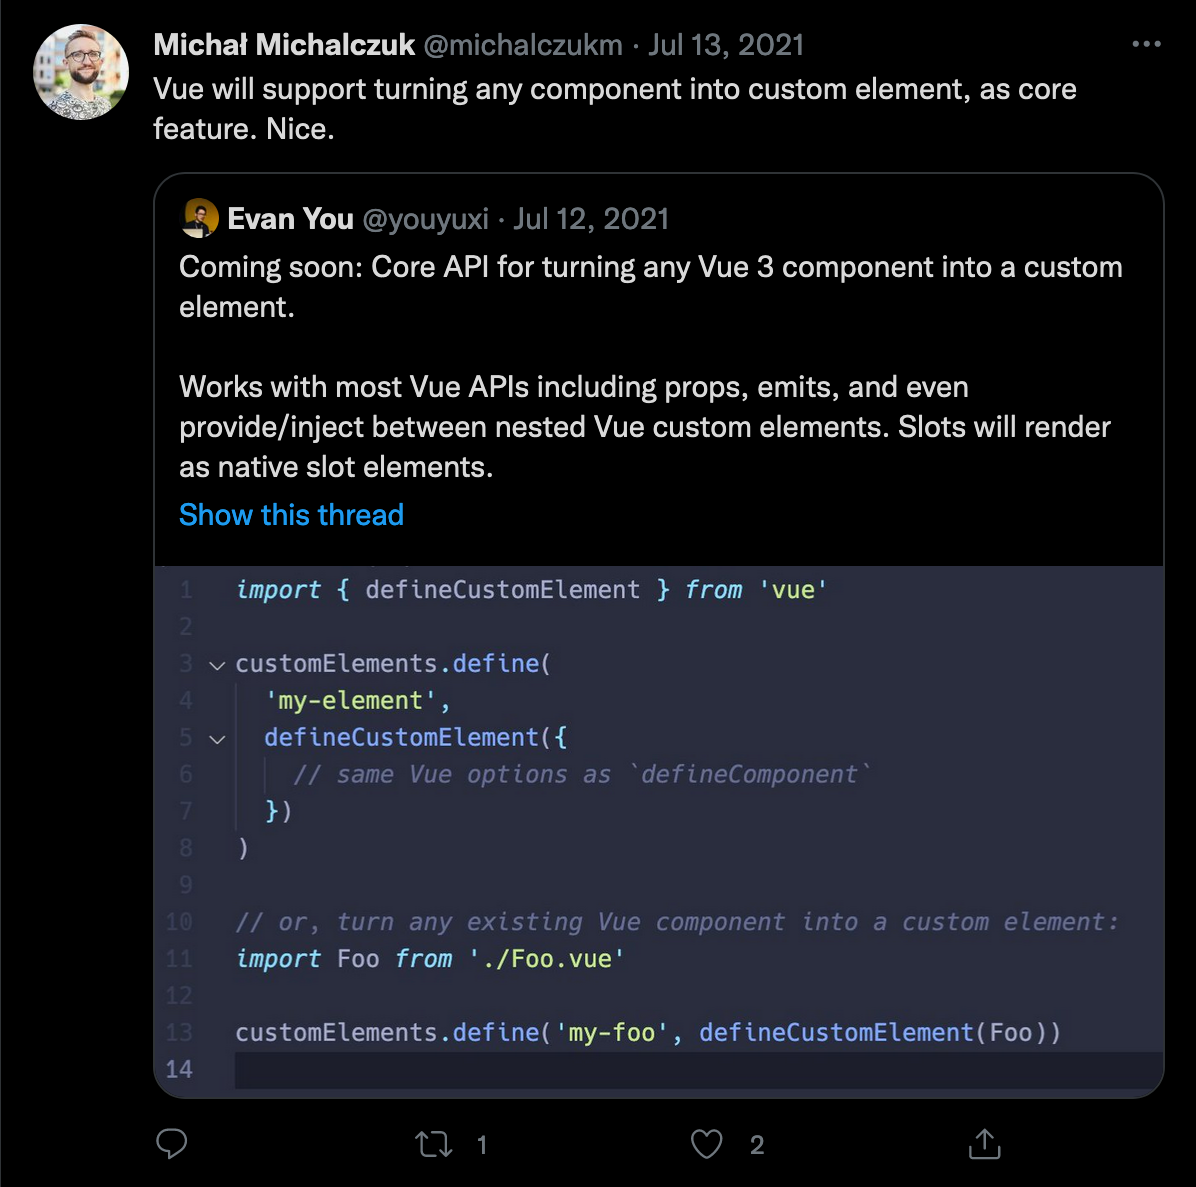 Michał Michalczuk @michalczukm · Jul 13, 2021
Vue will support turning any component into custom element, as core
feature. Nice.
Evan You @youyuxi · Jul 12, 2021
Coming soon: Core API for turning any Vue 3 component into a custom
element.
Works with most Vue APIs including props, emits, and even
provide/inject between nested Vue custom elements. Slots will render
as native slot elements.
Show this thread
1 import { defineCustomElement } from 'vue'
2
3 customElements.define(
4 'my-element',
5 defineCustomElement({
6 // same Vue options as `defineComponent`
7 })
8 )
9
10 // or, turn any existing Vue component into a custom element:
11 import Foo from './Foo.vue'
12
13 customElements.define('my-foo', defineCustomElement(Foo))
14
1 2